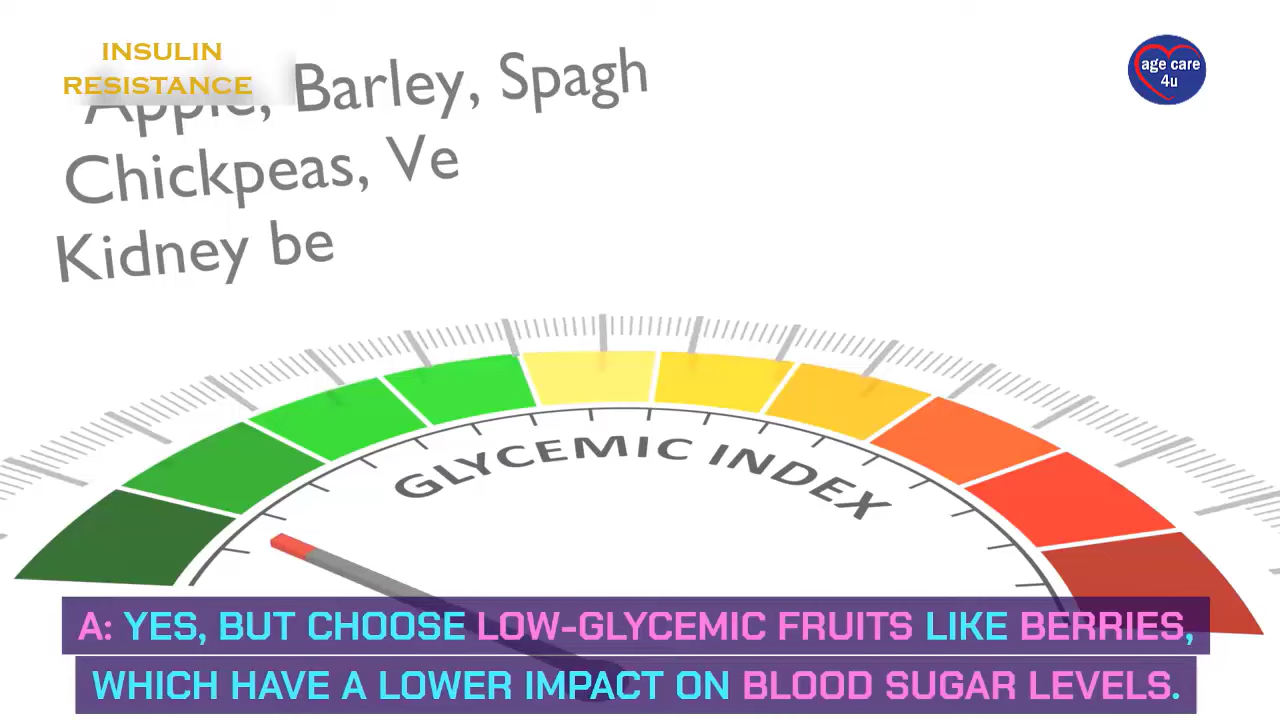 INSULIN
RESISTANCE
Apple, Barley, Spagh
Chickpeas, Ve
Kidney be
age care
4u
GLYCEMIC INDEX
A: YES, BUT CHOOSE LOW-GLYCEMIC FRUITS LIKE BERRIES,
WHICH HAVE A LOWER IMPACT ON BLOOD SUGAR LEVELS.